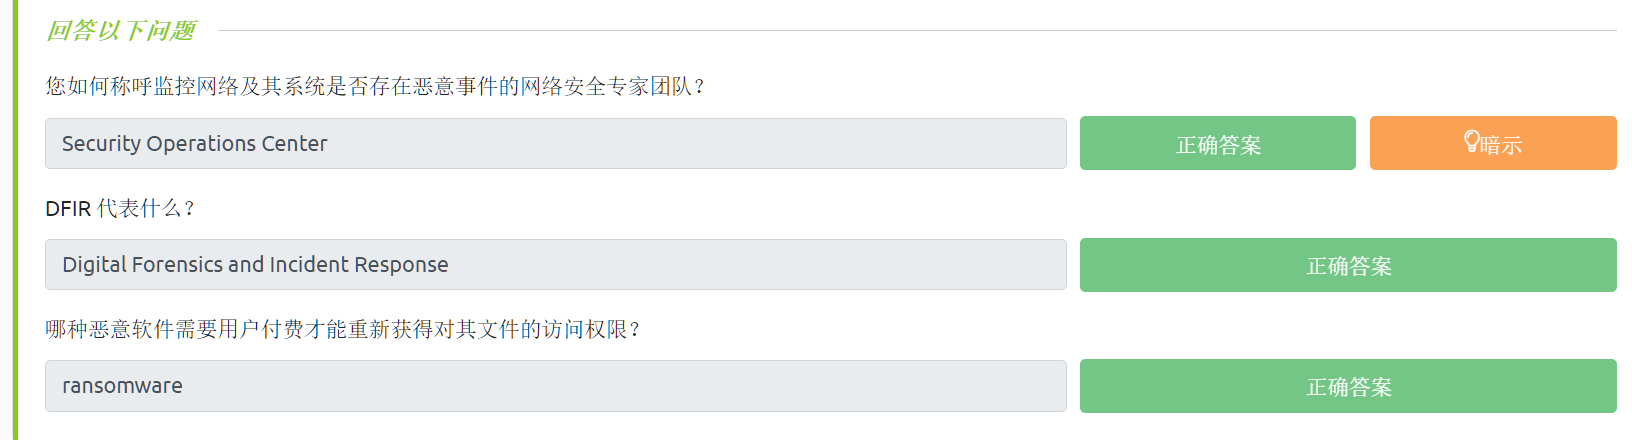 回答以下问题
您如何称呼监控网络及其系统是否存在恶意事件的网络安全专家团队？
Security Operations Center
正确答案
暗示
DFIR 代表什么？
Digital Forensics and Incident Response
正确答案
哪种恶意软件需要用户付费才能重新获得对其文件的访问权限？
ransomware
正确答案